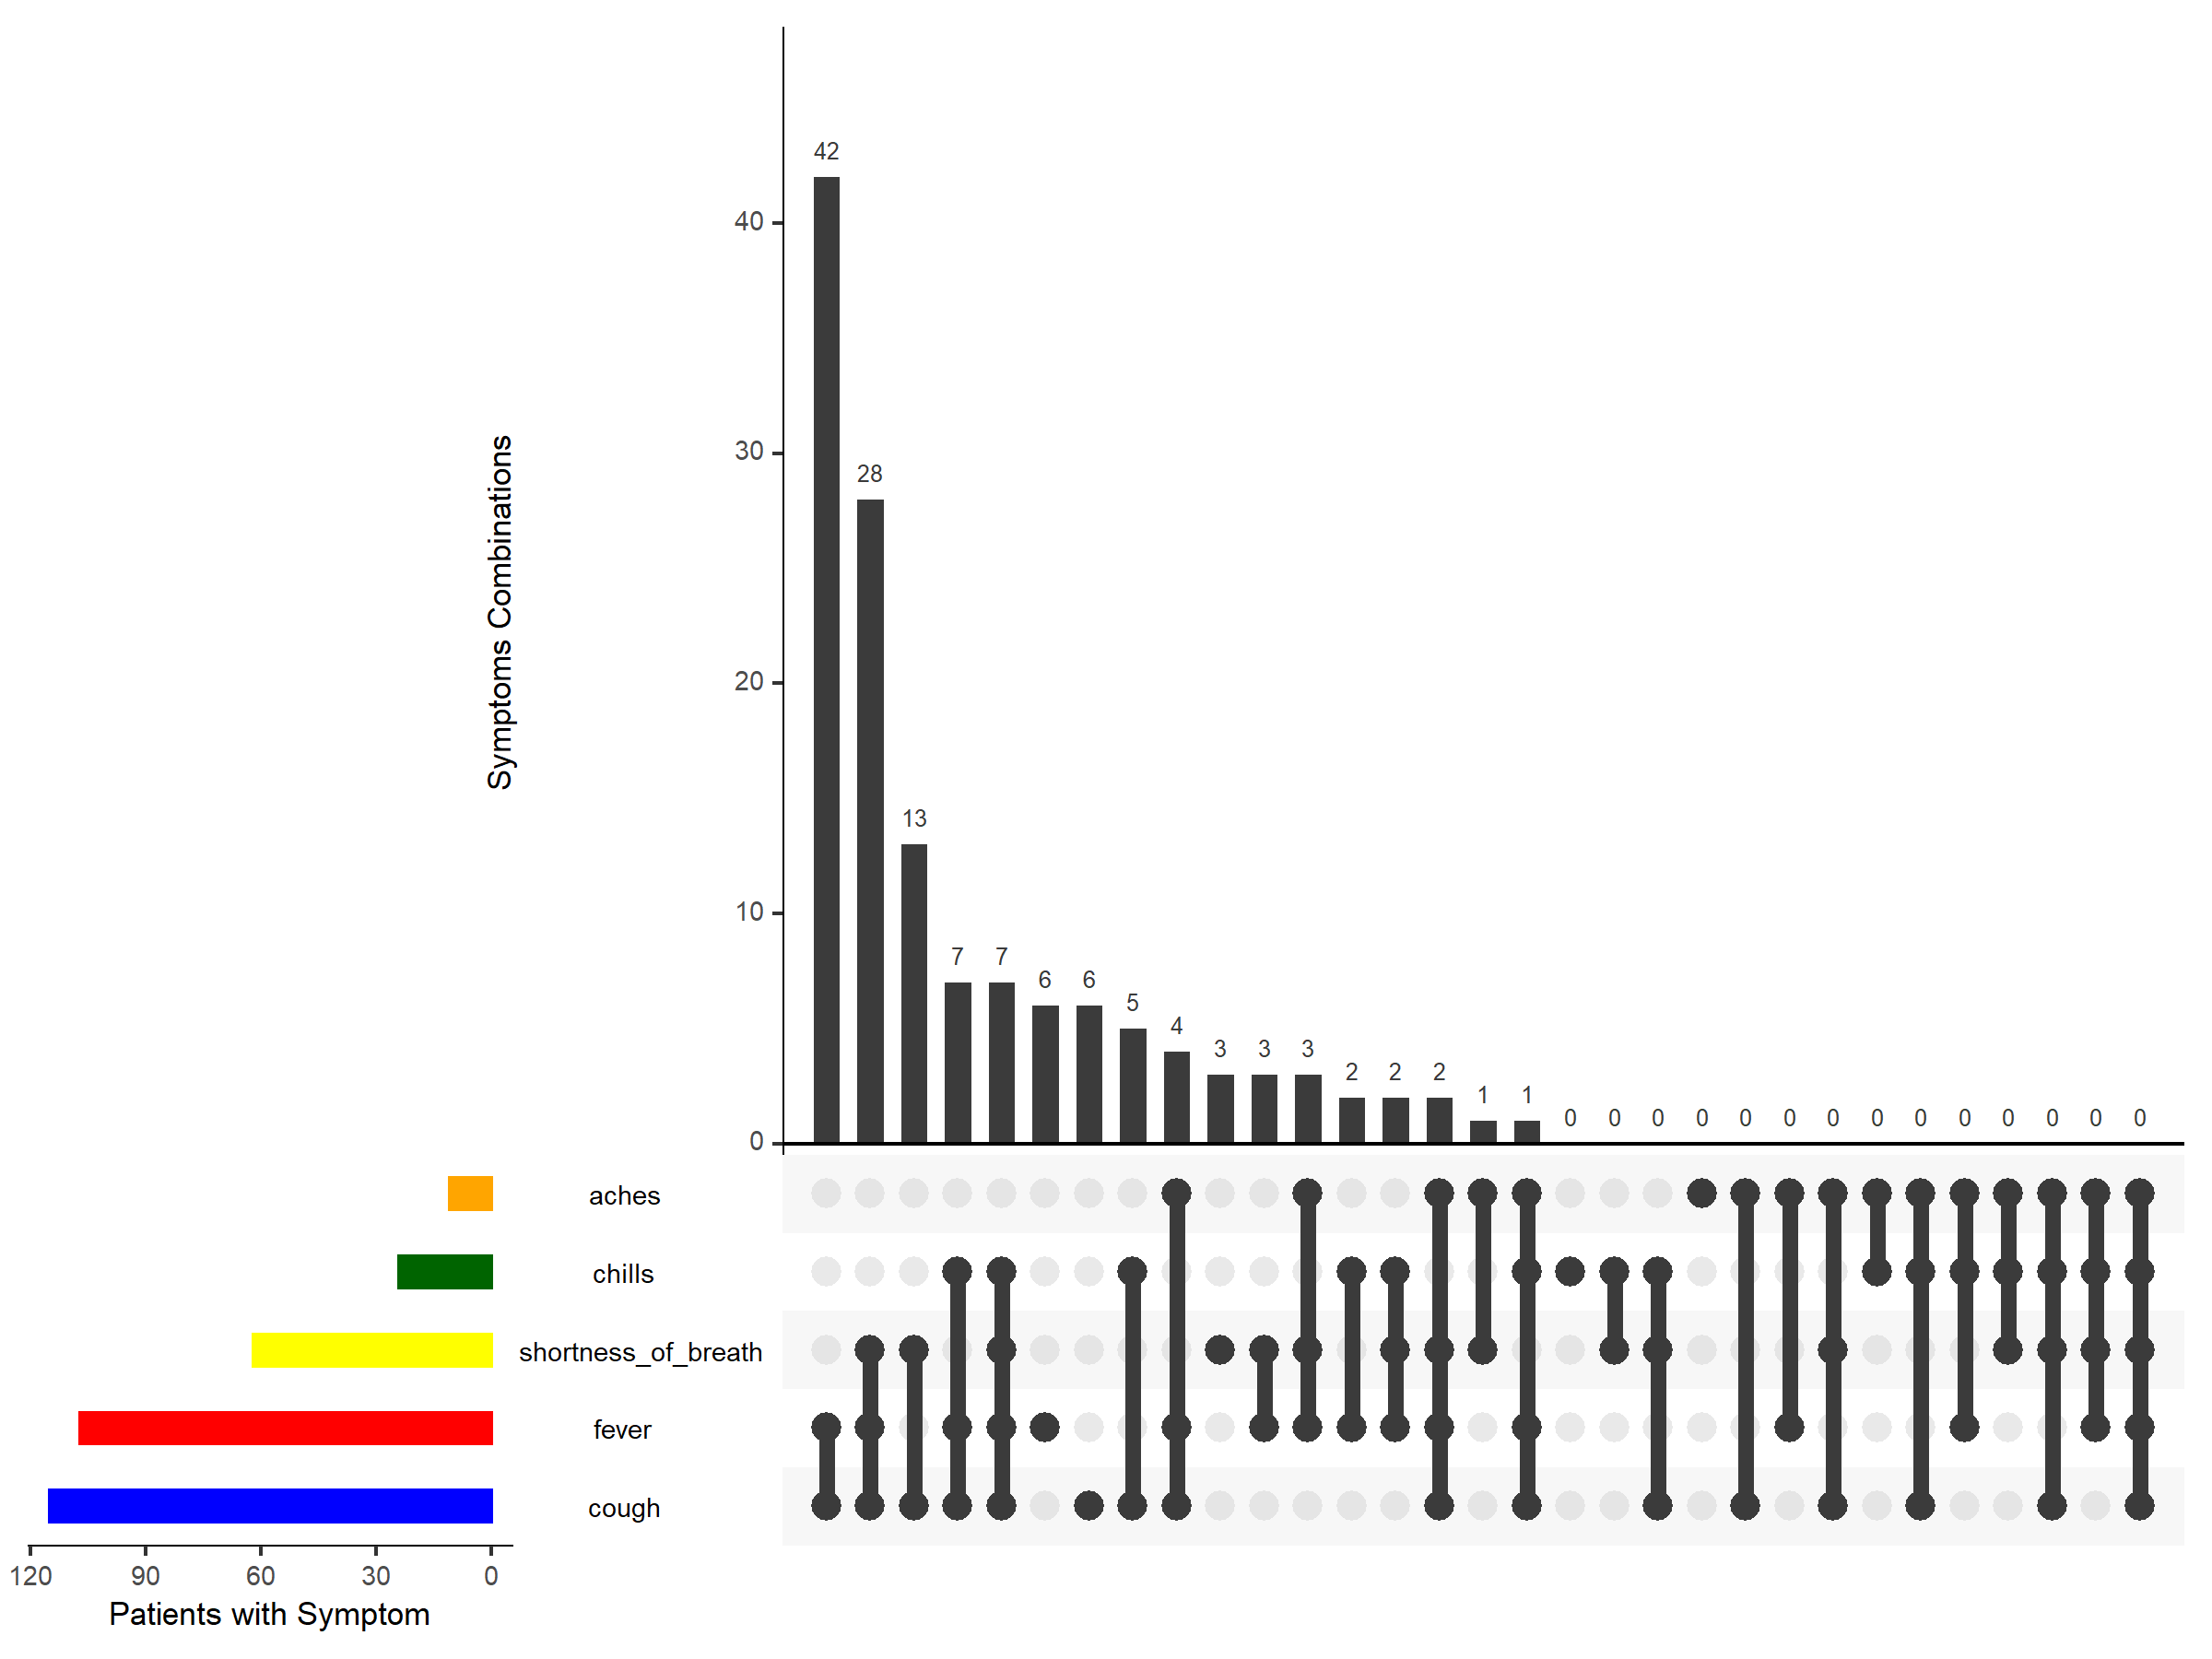 42
40
28
30
Symptoms Combinations
20
13
10
7 7 6 6 5 4 3 3 3 2 2 2 1 1 0 0 0 0 0 0 0 0 0 0 0 0 0 0
0
aches
chills
shortness_of_breath
fever
cough
120 90 60 30 0
Patients with Symptom